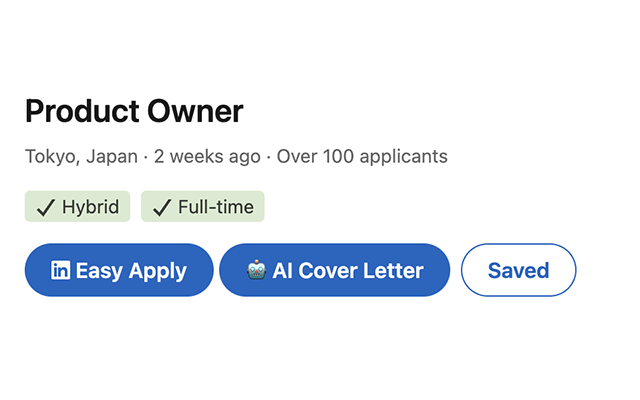 Product Owner
Tokyo, Japan · 2 weeks ago · Over 100 applicants
✓ Hybrid ✓ Full-time
in Easy Apply 🤖 AI Cover Letter Saved